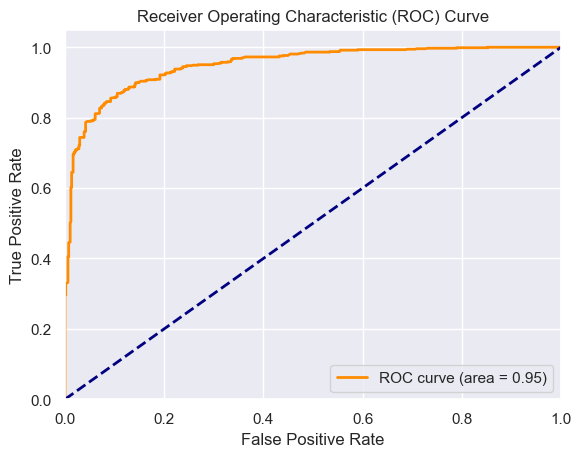 Receiver Operating Characteristic (ROC) Curve
1.0
0.8
0.6
0.4
0.2
0.0
True Positive Rate
ROC curve (area = 0.95)
0.0 0.2 0.4 0.6 0.8 1.0
False Positive Rate